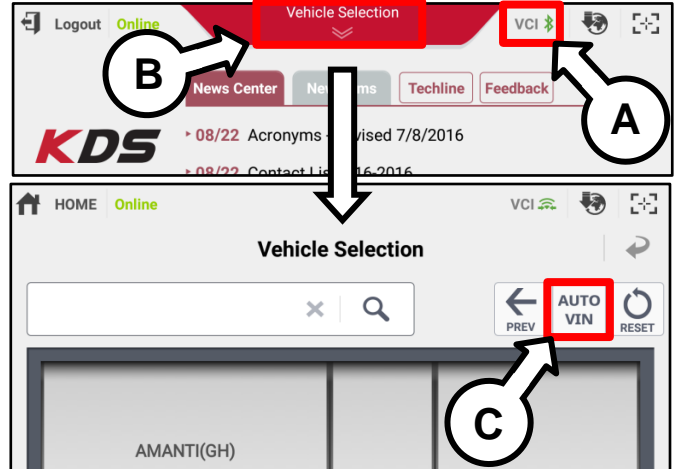 Vehicle Selection
Logout Online VCI
B
News Center Techline Feedback
A
KDS
08/22 Acronyms - vised 7/8/2016
08/22 Contact Lis 16-2016
HOME Online VCI
Vehicle Selection
PREV AUTO VIN RESET
C
AMANTI(GH)